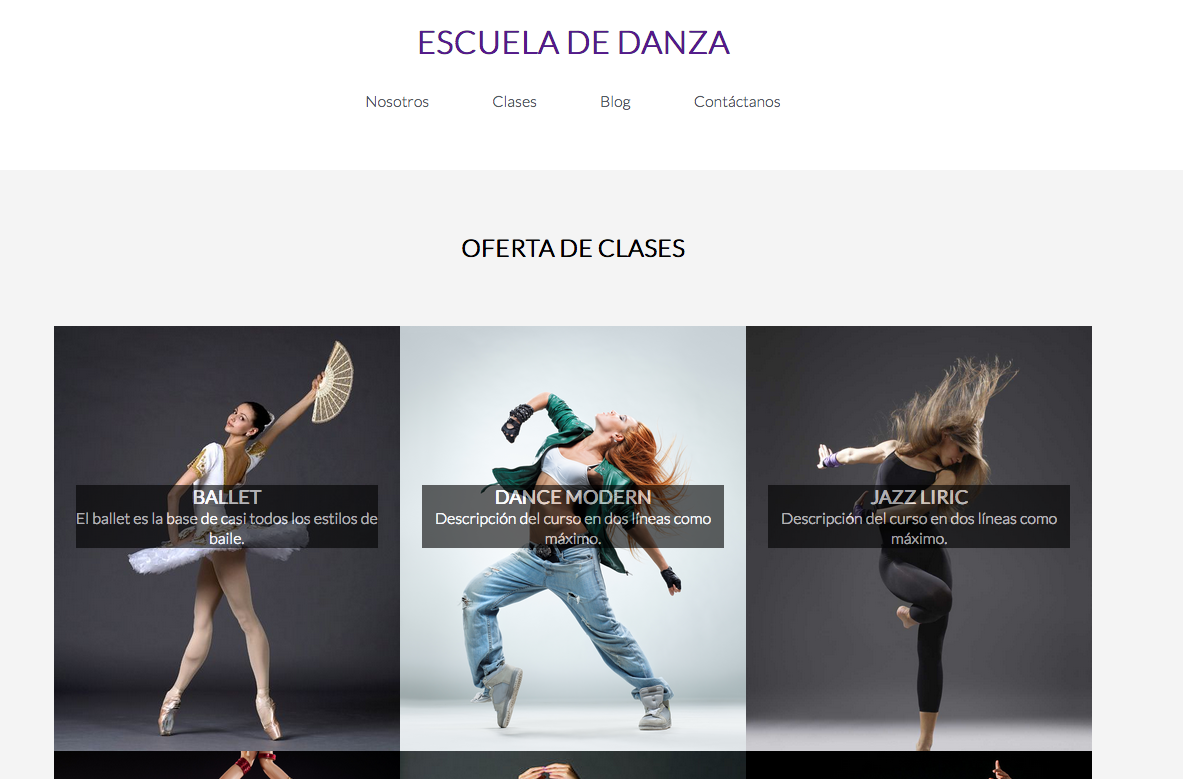 ESCUELA DE DANZA
Nosotros Clases Blog Contáctanos
OFERTA DE CLASES
BALLET
El ballet es la base de casi todos los estilos de
baile.
DANCE MODERN
Descripción del curso en dos líneas como
máximo.
JAZZ LIRIC
Descripción del curso en dos líneas como
máximo.